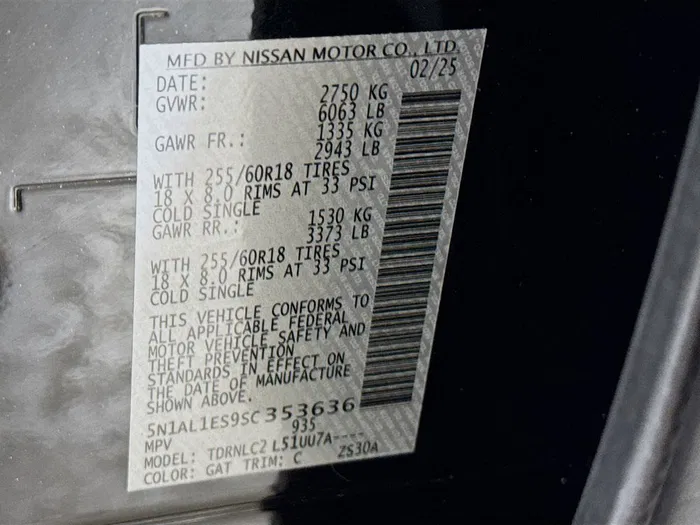 MFD BY NISSAN MOTOR CO., LTD.
DATE: 02/25
GVWR: 2750 KG
6063 LB
GAWR FR.: 1335 KG
2943 LB
WITH 255/60R18 TIRES
18 X 8.0 RIMS AT 33 PSI
COLD SINGLE
GAWR RR.: 1530 KG
3373 LB
WITH 255/60R18 TIRES
18 X 8.0 RIMS AT 33 PSI
COLD SINGLE
THIS VEHICLE CONFORMS TO
ALL APPLICABLE FEDERAL
MOTOR VEHICLE SAFETY AND
THEFT PREVENTION
STANDARDS IN EFFECT ON
THE DATE OF MANUFACTURE
SHOWN ABOVE.
5N1AL1ES9SC353636
MPV 935
MODEL: TDRNLC2 L51UU7A----
COLOR: GAT TRIM: C ZS30A